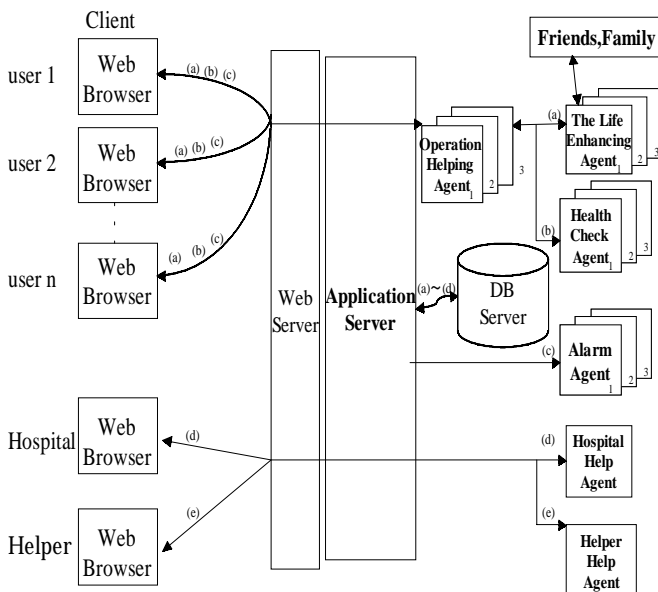 Client
Friends,Family
user 1
Web
Browser
(a) (b) (c)
(a)
The Life
Enhancing
Agent
1
2
3
Operation
Helping
Agent
1
2
3
user 2
Web
Browser
(a) (b) (c)
(b)
Health
Check
Agent
1
2
3
user n
Web
Browser
(a) (b) (c)
Web
Server
Application
Server
(a)~(d)
DB
Server
(c)
Alarm
Agent
1
2
3
Hospital
Web
Browser
(d)
(d)
Hospital
Help
Agent
Helper
Web
Browser
(e)
(e)
Helper
Help
Agent